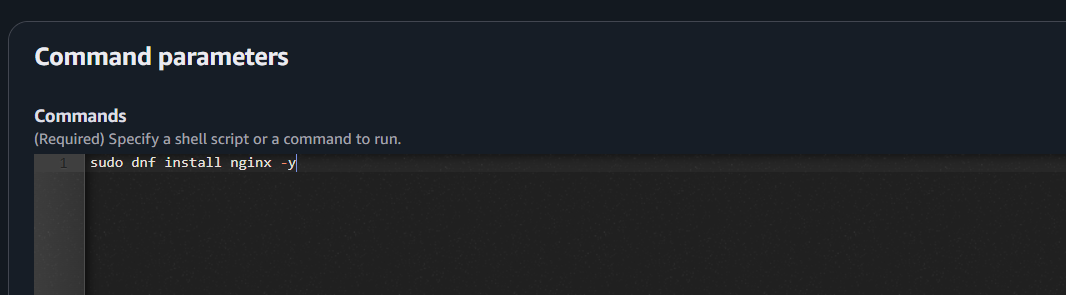 Command parameters
Commands
(Required) Specify a shell script or a command to run.
1 sudo dnf install nginx -y